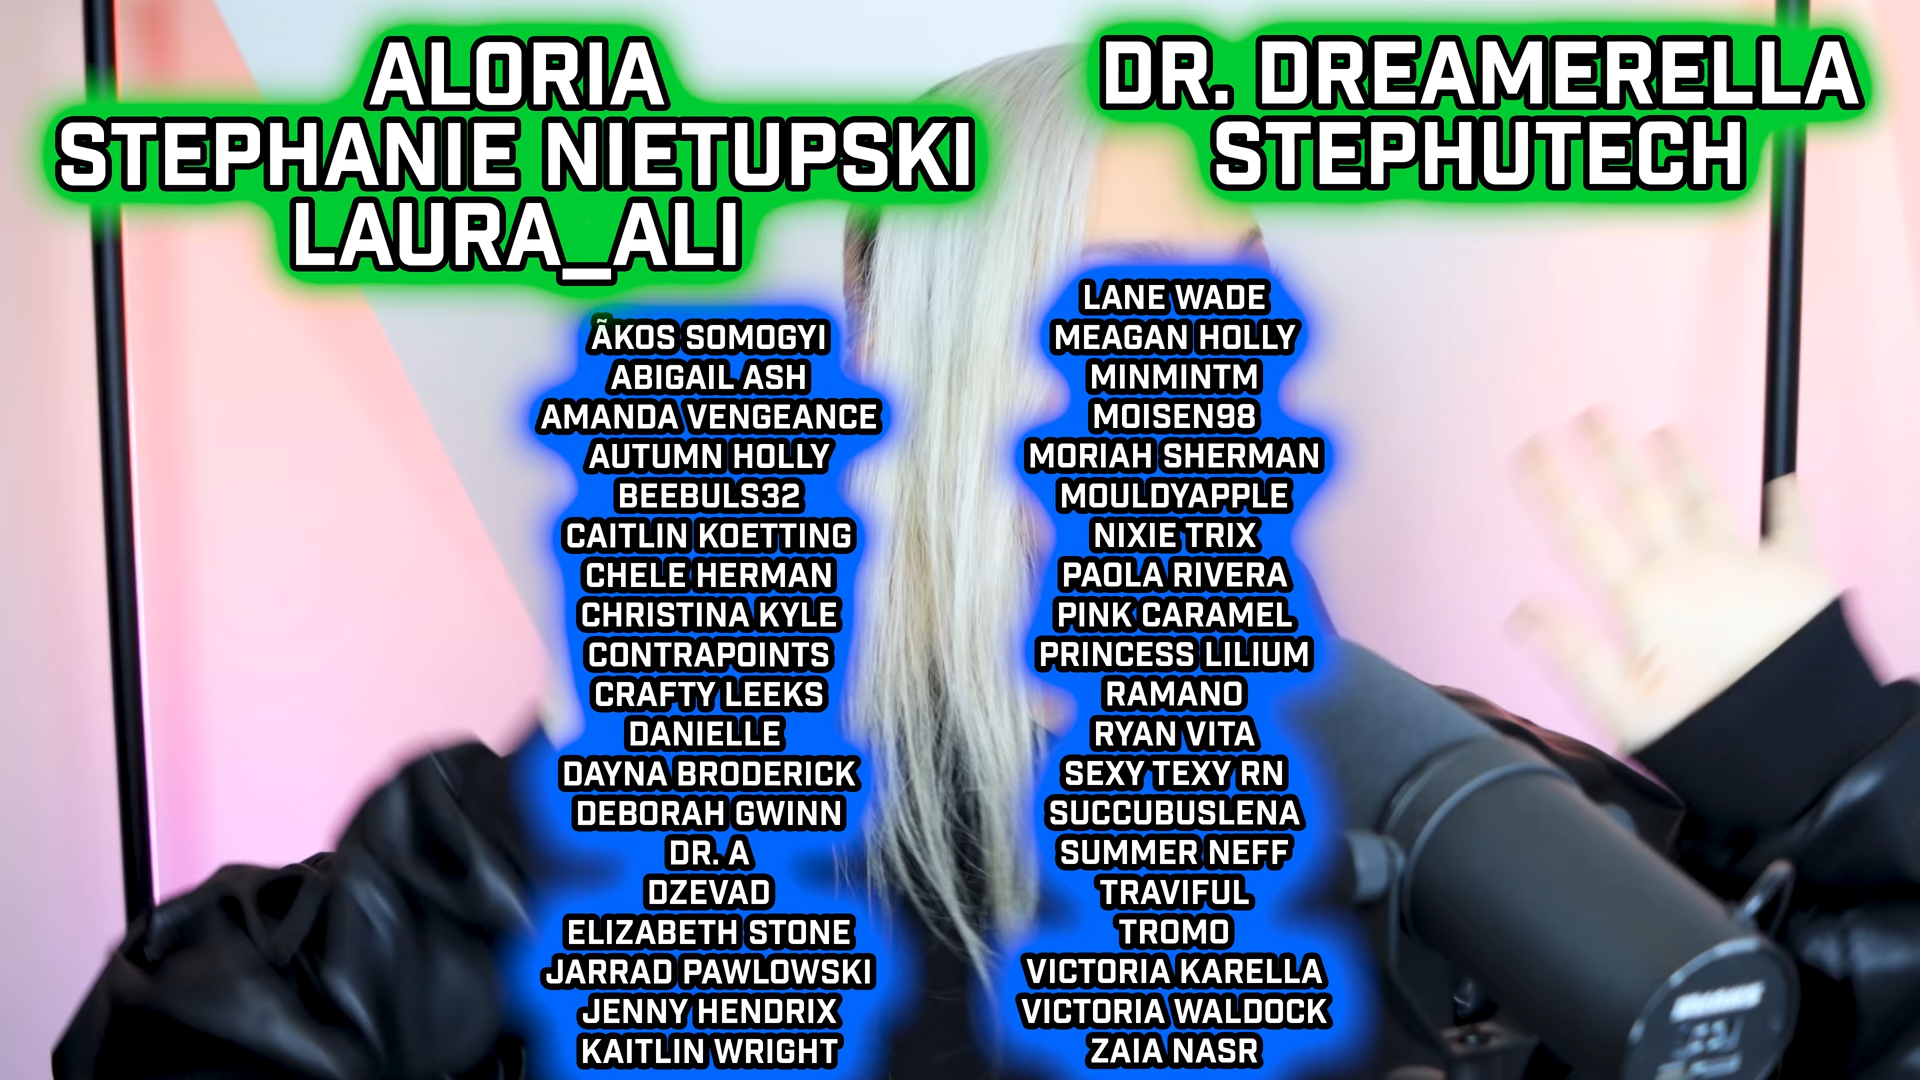 ALORIA
STEPHANIE NIETUPSKI
LAURA_ALI
DR. DREAMERELLA
STEPHUTECH
ÃKOS SOMOGYI
ABIGAIL ASH
AMANDA VENGEANCE
AUTUMN HOLLY
BEEBULS32
CAITLIN KOETTING
CHELE HERMAN
CHRISTINA KYLE
CONTRAPOINTS
CRAFTY LEEKS
DANIELLE
DAYNA BRODERICK
DEBORAH GWINN
DR. A
DZEVAD
ELIZABETH STONE
JARRAD PAWLOWSKI
JENNY HENDRIX
KAITLIN WRIGHT
LANE WADE
MEAGAN HOLLY
MINMINTM
MOISEN98
MORIAH SHERMAN
MOULDYAPPLE
NIXIE TRIX
PAOLA RIVERA
PINK CARAMEL
PRINCESS LILIUM
RAMANO
RYAN VITA
SEXY TEXY RN
SUCCUBUSLENA
SUMMER NEFF
TRAVIFUL
TROMO
VICTORIA KARELLA
VICTORIA WALDOCK
ZAIA NASR